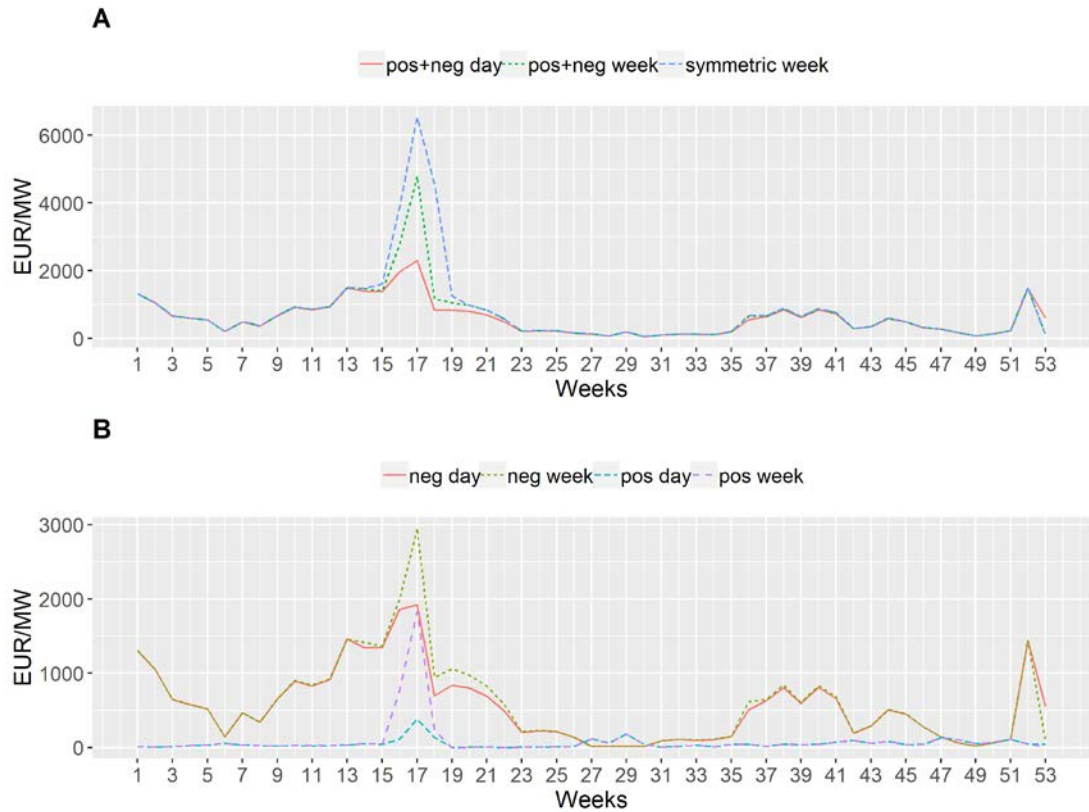 A
pos+neg day pos+neg week symmetric week
6000
4000
2000
0
EUR/MW
1 3 5 7 9 11 13 15 17 19 21 23 25 27 29 31 33 35 37 39 41 43 45 47 49 51 53
Weeks
B
neg day neg week pos day pos week
3000
2000
1000
0
EUR/MW
1 3 5 7 9 11 13 15 17 19 21 23 25 27 29 31 33 35 37 39 41 43 45 47 49 51 53
Weeks